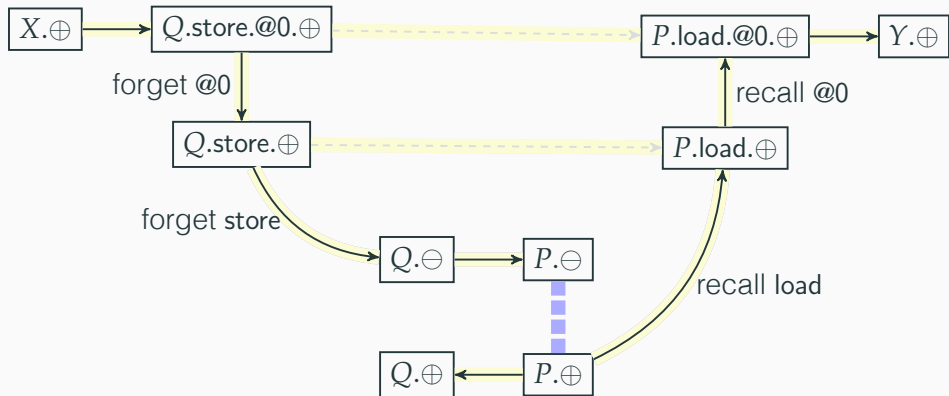 X.⊕
Q.store.@0.⊕
P.load.@0.⊕
Y.⊕
forget @0
recall @0
Q.store.⊕
P.load.⊕
forget store
Q.⊖
P.⊖
recall load
Q.⊕
P.⊕